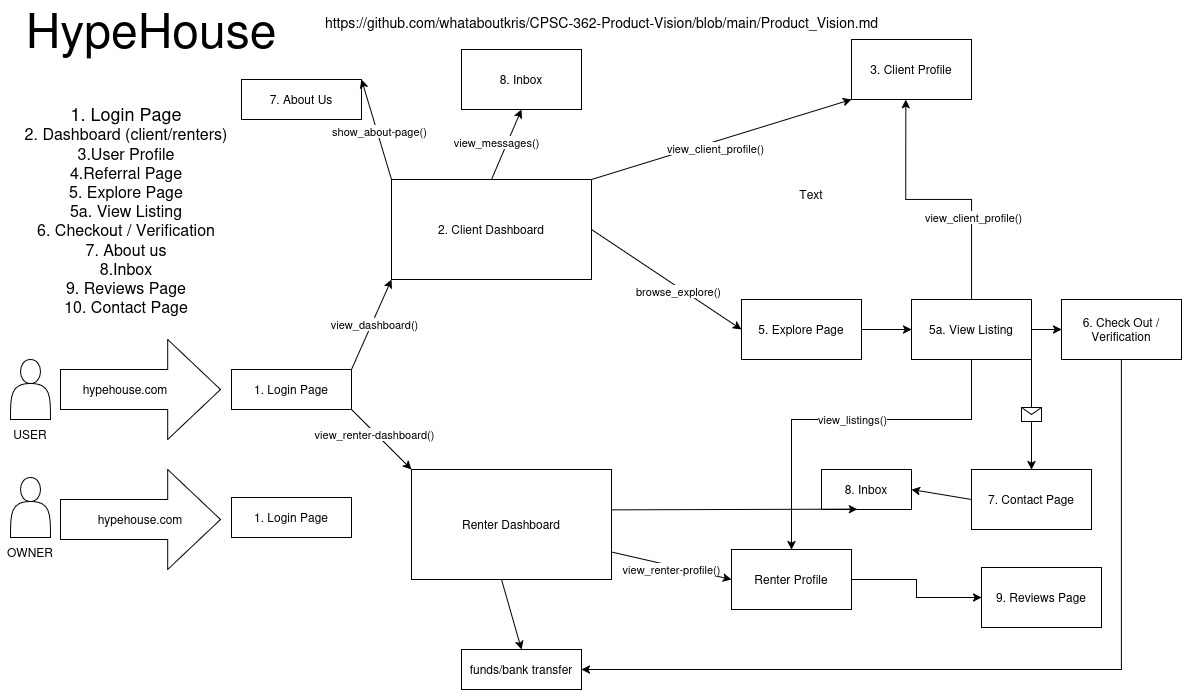 HypeHouse
https://github.com/whataboutkris/CPSC-362-Product-Vision/blob/main/Product_Vision.md
1. Login Page
2. Dashboard (client/renters)
3.User Profile
4.Referral Page
5. Explore Page
5a. View Listing
6. Checkout / Verification
7. About us
8.Inbox
9. Reviews Page
10. Contact Page
7. About Us
8. Inbox
3. Client Profile
show_about-page()
view_messages()
view_client_profile()
Text
view_client_profile()
2. Client Dashboard
browse_explore()
view_dashboard()
5. Explore Page
5a. View Listing
6. Check Out /
Verification
hypehouse.com
1. Login Page
USER
view_renter-dashboard()
view_listings()
8. Inbox
7. Contact Page
hypehouse.com
1. Login Page
OWNER
Renter Dashboard
view_renter-profile()
Renter Profile
9. Reviews Page
funds/bank transfer